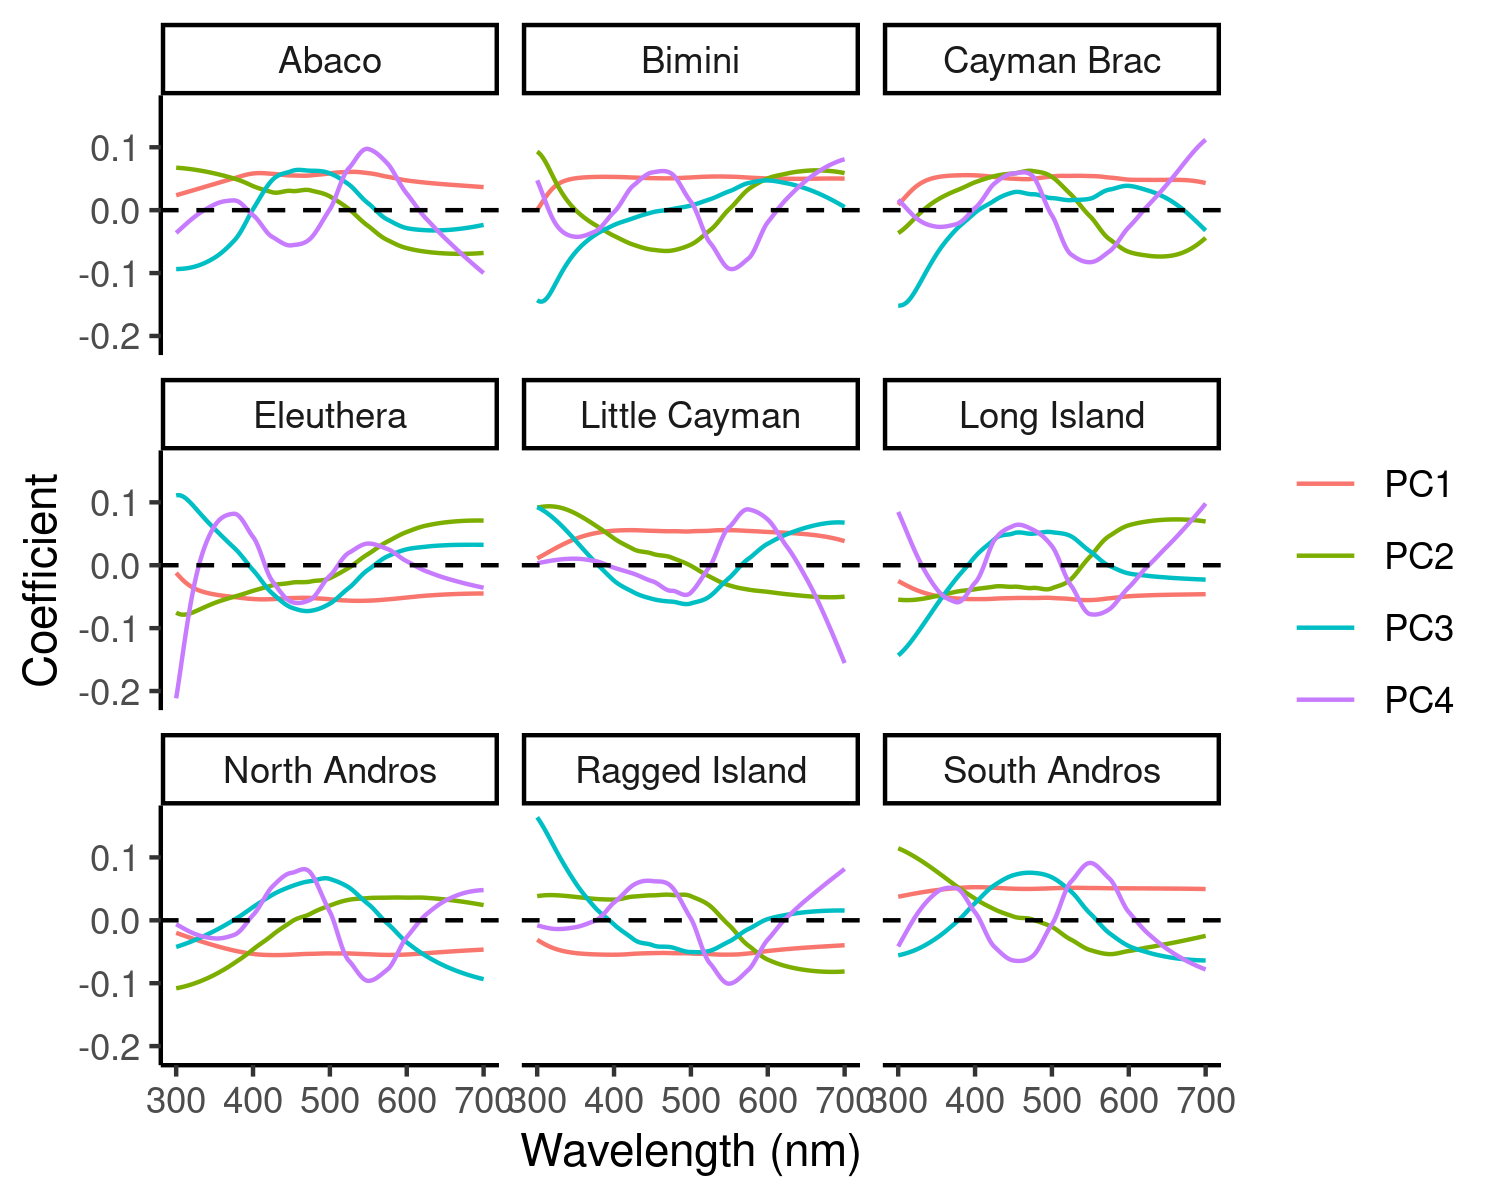 Abaco Bimini Cayman Brac
0.1
0.0
-0.1
-0.2
Eleuthera Little Cayman Long Island
0.1
0.0
-0.1
-0.2
Coefficient
PC1
PC2
PC3
PC4
North Andros Ragged Island South Andros
0.1
0.0
-0.1
-0.2
300 400 500 600 700 300 400 500 600 700 300 400 500 600 700
Wavelength (nm)